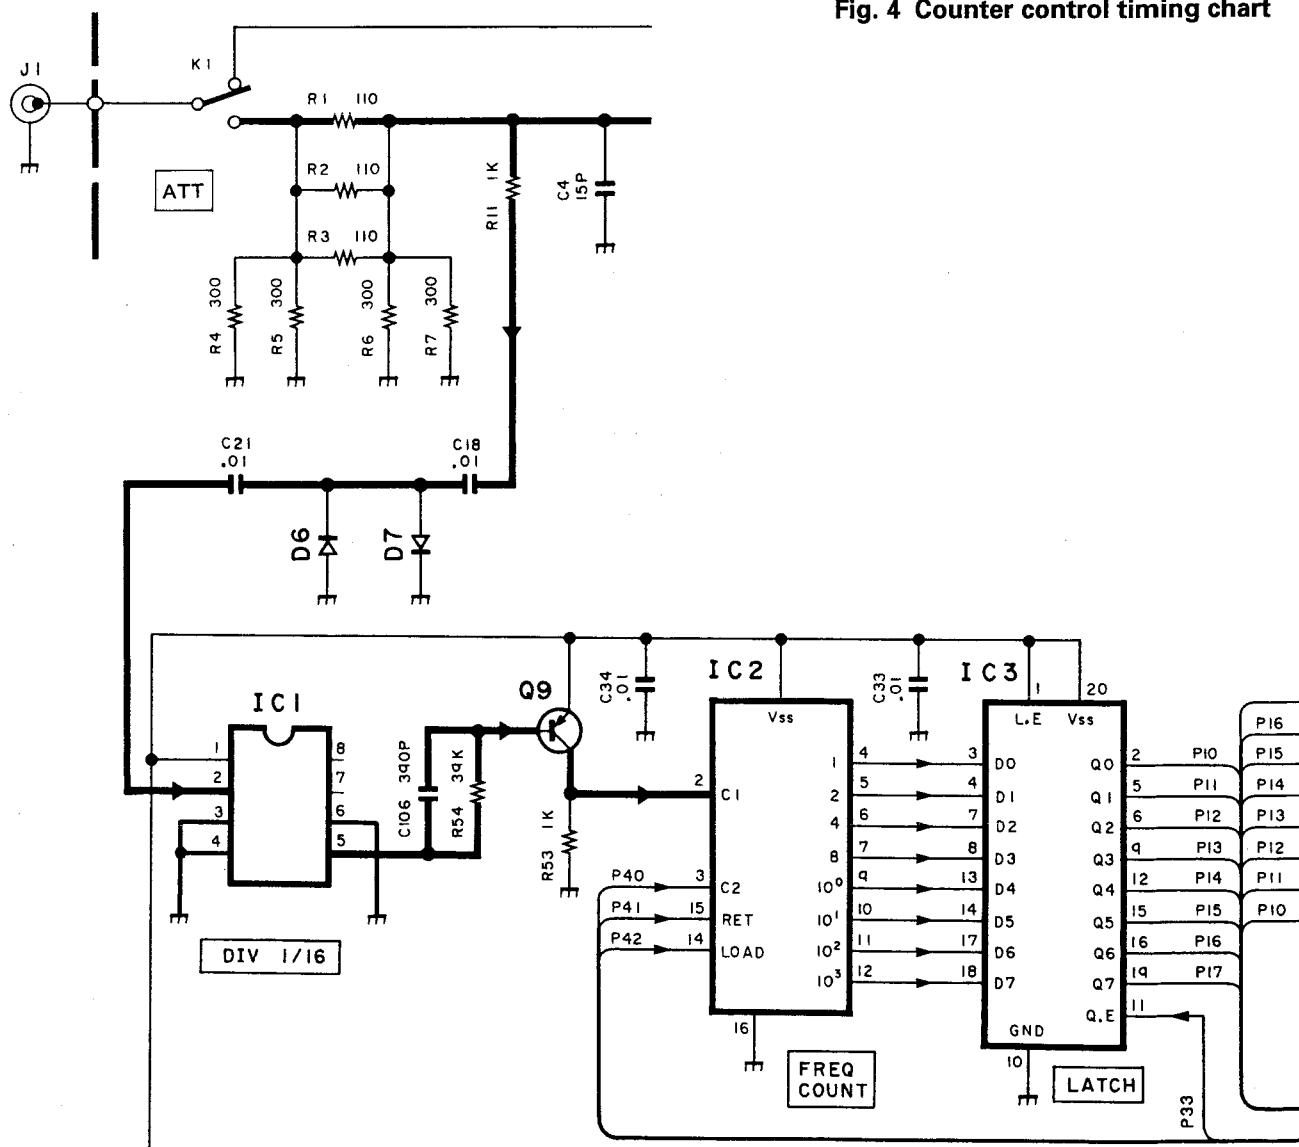 Fig. 4 Counter control timing chart
J1
K1
R1 110
R2 110
R3 110
ATT
R11 1K
C4 15P
R4 300
R5 300
R6 300
R7 300
C21 .01
C18 .01
D6
D7
IC1
1
2
3
4
8
7
6
5
DIV 1/16
C106 390P
R54 39K
Q9
R53 1K
C34 .01
IC2
Vss
2 C1
3 C2
15 RET
14 LOAD
P40
P41
P42
1 4
2 5
4 6
8 7
10⁰ 9
10¹ 10
10² 11
10³ 12
16
FREQ
COUNT
C33 .01
IC3
1
20
L.E Vss
3 D0
4 D1
7 D2
8 D3
13 D4
14 D5
17 D6
18 D7
Q0 2 P10
Q1 5 P11
Q2 6 P12
Q3 9 P13
Q4 12 P14
Q5 15 P15
Q6 16 P16
Q7 19 P17
Q.E 11
GND
10
LATCH
P33
P16
P15
P14
P13
P12
P11
P10